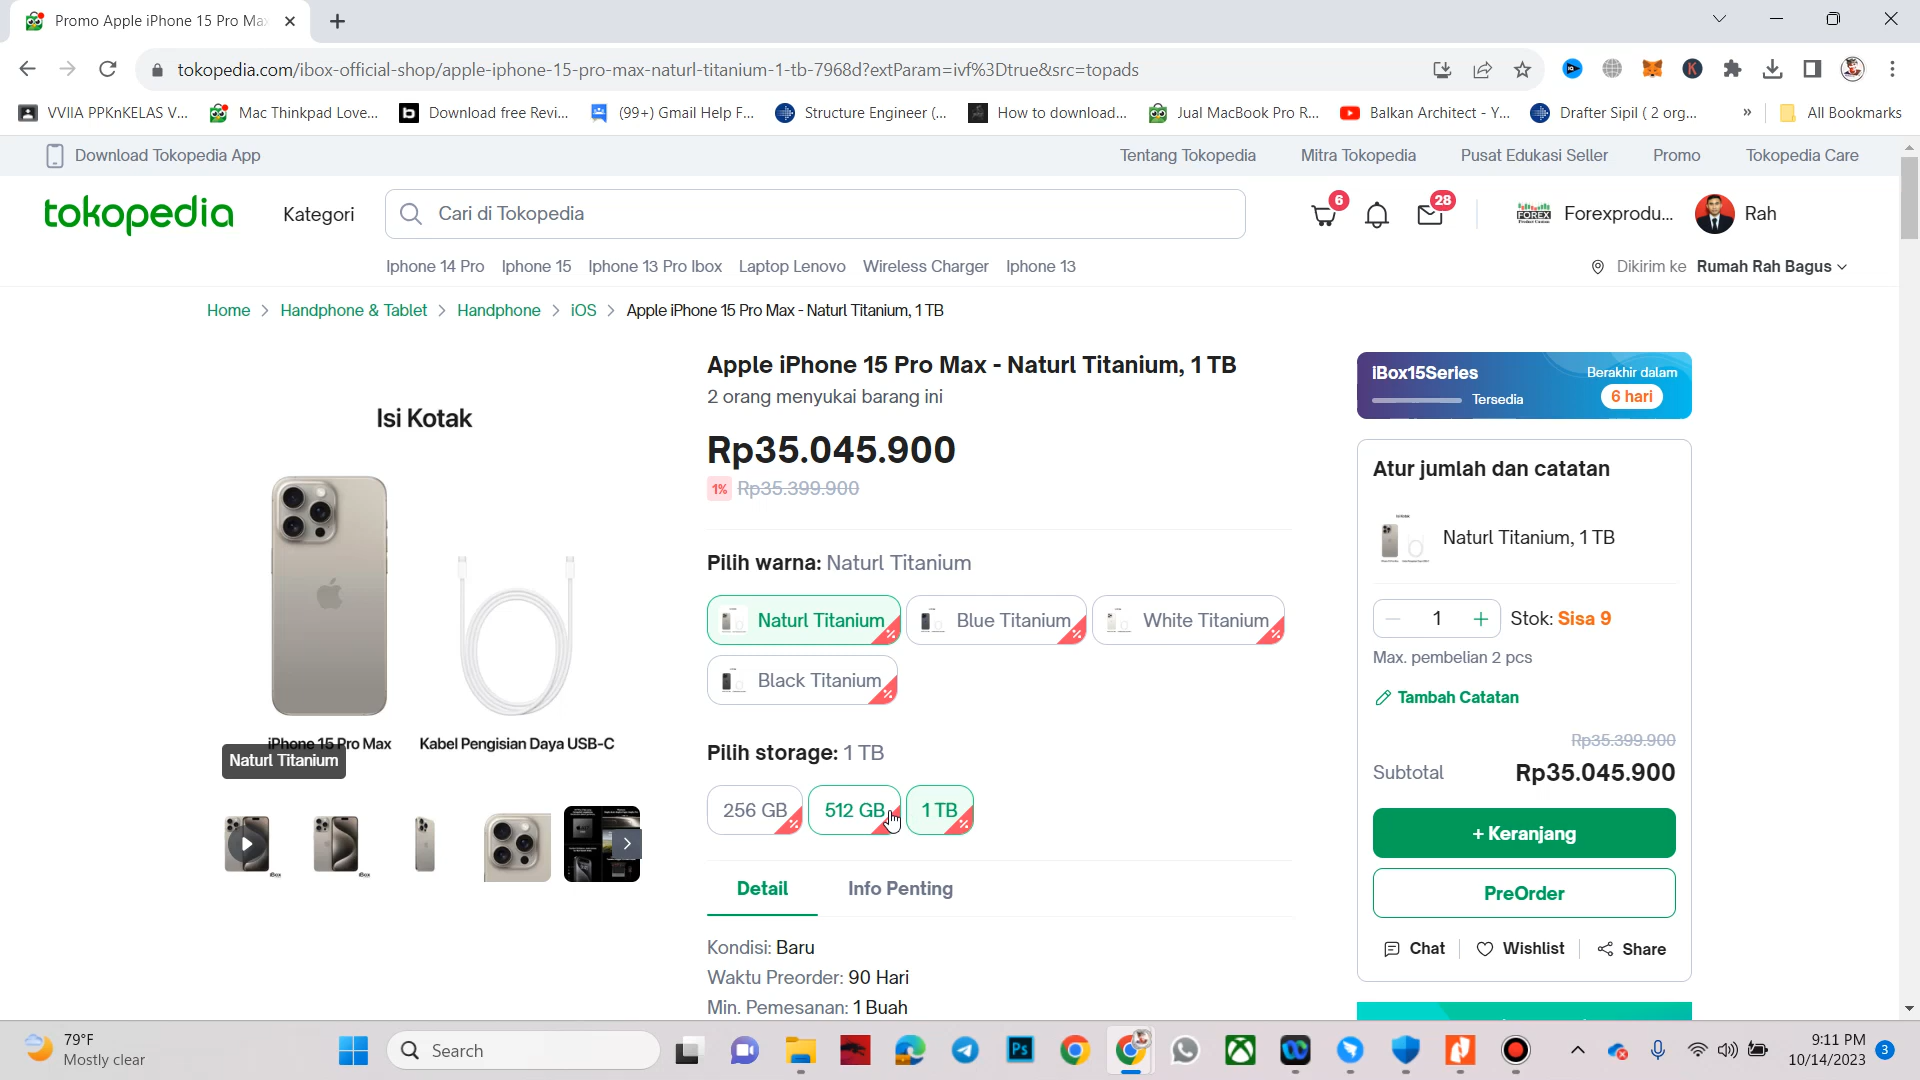 Promo Apple iPhone 15 Pro Ma
tokopedia.com/ibox-official-shop/apple-iphone-15-pro-max-naturl-titanium-1-tb-7968d?extParam=ivf%3Dtrue&src=topads
VVIIA PPKnKELAS V...
Mac Thinkpad Love...
Download free Revi...
(99+) Gmail Help F...
Structure Engineer (...
How to download...
Jual MacBook Pro R...
Balkan Architect - Y...
Drafter Sipil ( 2 org...
»
All Bookmarks
Download Tokopedia App
Tentang Tokopedia
Mitra Tokopedia
Pusat Edukasi Seller
Promo
Tokopedia Care
tokopedia
Kategori
Cari di Tokopedia
6
28
FOREX
Forexprodu...
Rah
Iphone 14 Pro
Iphone 15
Iphone 13 Pro Ibox
Laptop Lenovo
Wireless Charger
Iphone 13
Dikirim ke Rumah Rah Bagus
Home > Handphone & Tablet > Handphone > iOS > Apple iPhone 15 Pro Max - Naturl Titanium, 1 TB
Isi Kotak
iPhone 15 Pro Max
Kabel Pengisian Daya USB-C
Naturl Titanium
Apple iPhone 15 Pro Max - Naturl Titanium, 1 TB
2 orang menyukai barang ini
Rp35.045.900
1% Rp35.399.900
Pilih warna: Naturl Titanium
Naturl Titanium
Blue Titanium
White Titanium
Black Titanium
Pilih storage: 1 TB
256 GB
512 GB
1 TB
Detail
Info Penting
Kondisi: Baru
Waktu Preorder: 90 Hari
Min. Pemesanan: 1 Buah
iBox15Series
Tersedia
Berakhir dalam
6 hari
Atur jumlah dan catatan
Naturl Titanium, 1 TB
1
Stok: Sisa 9
Max. pembelian 2 pcs
Tambah Catatan
Rp35.399.900
Subtotal
Rp35.045.900
+ Keranjang
PreOrder
Chat
Wishlist
Share
79°F
Mostly clear
Search
Ps
9:11 PM
10/14/2023
3